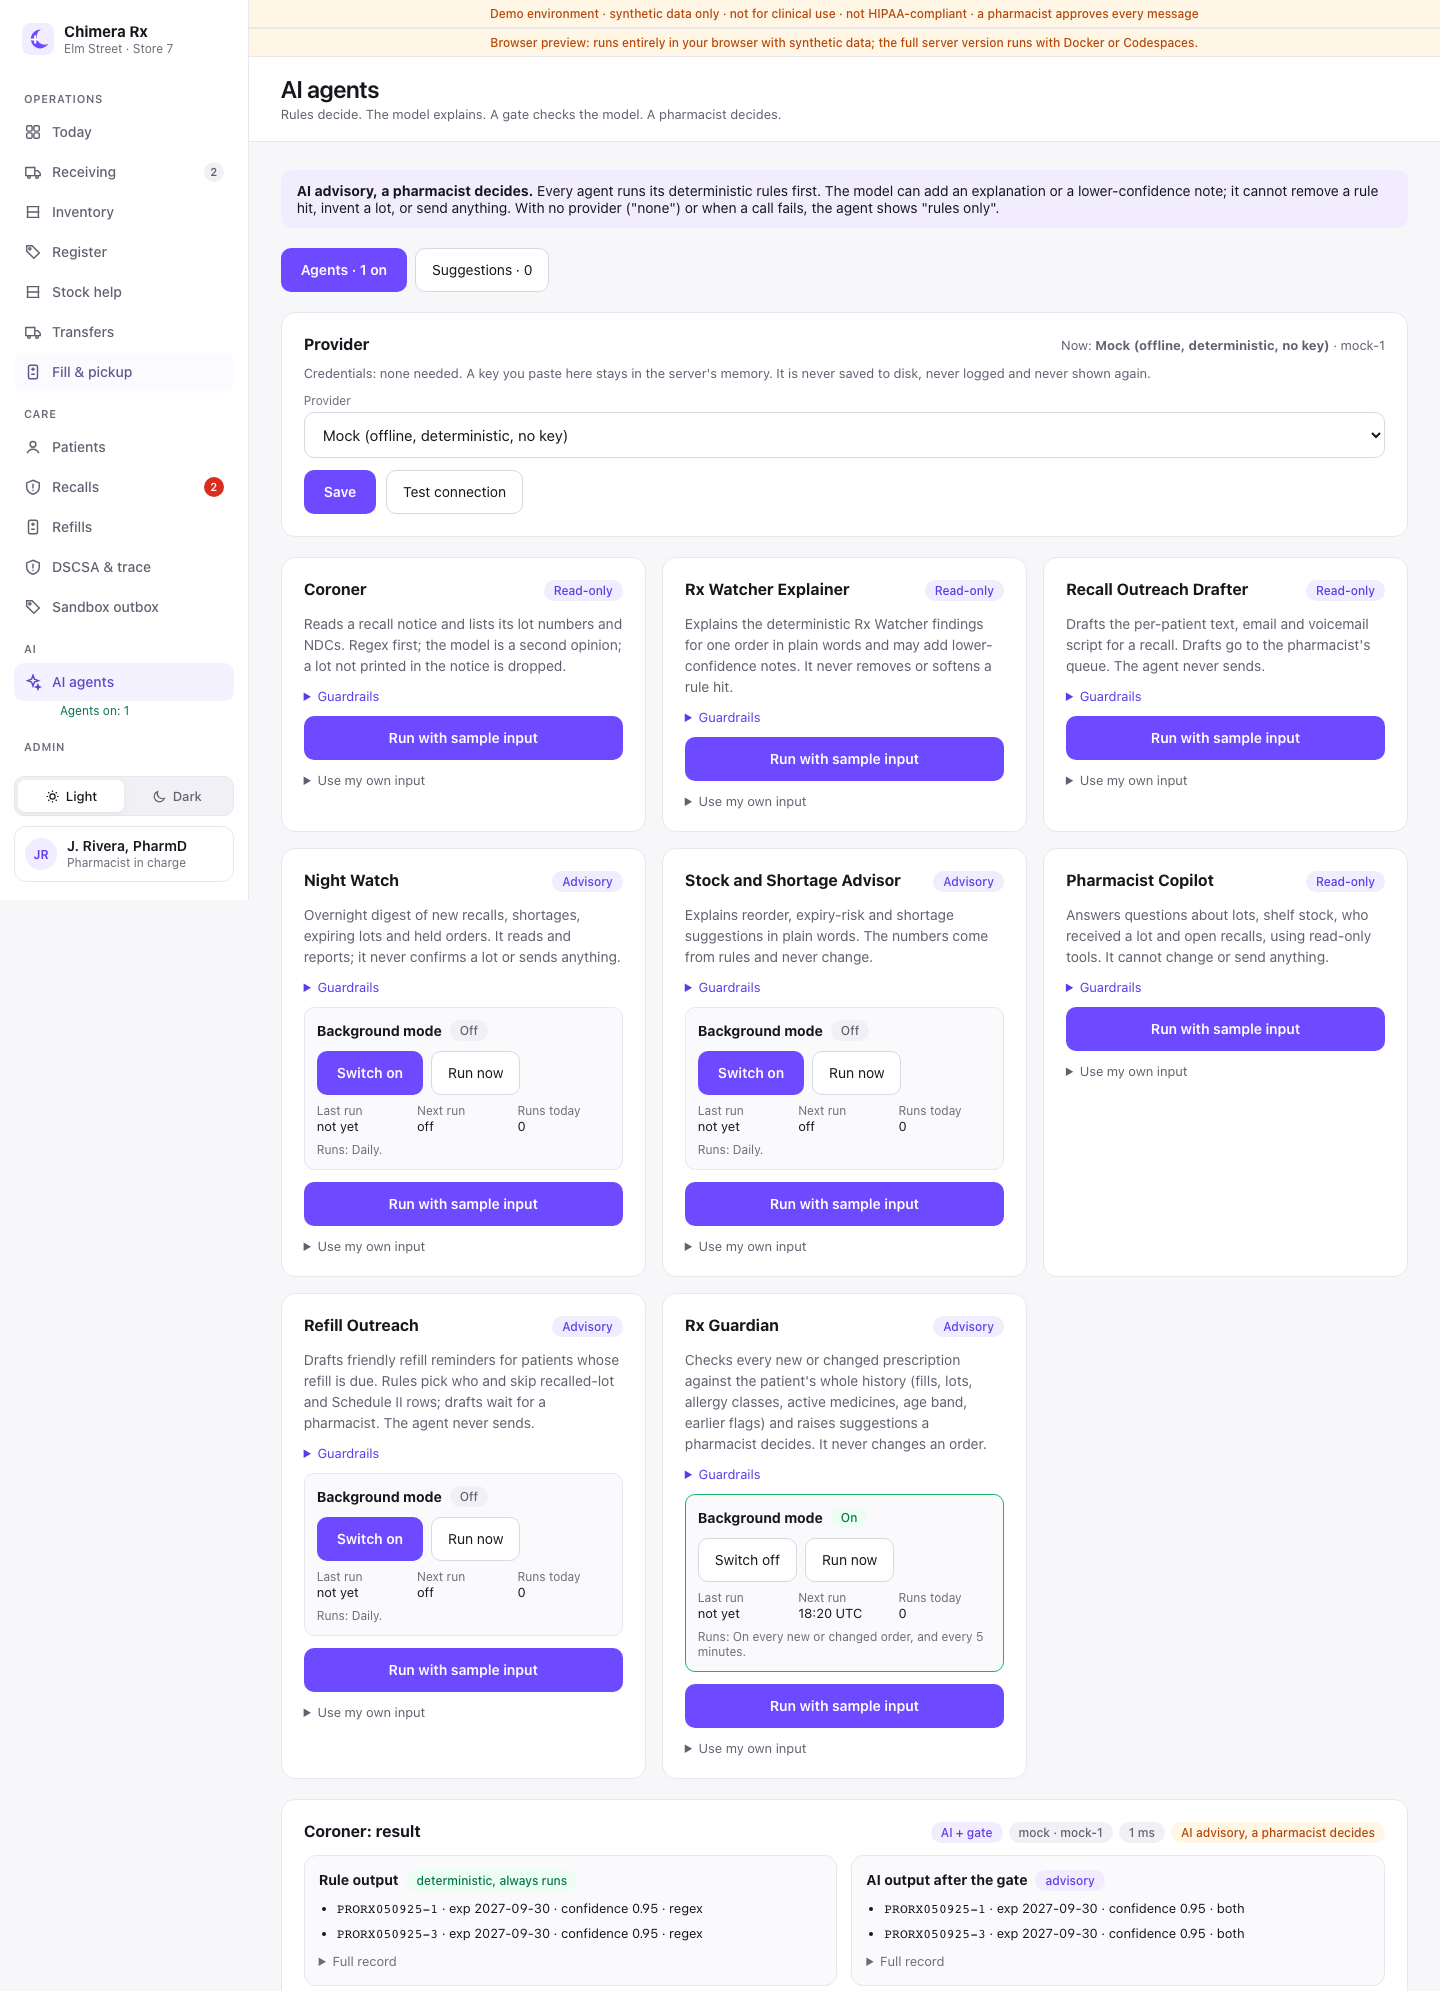 Chimera Rx
Elm Street · Store 7
OPERATIONS
Today
Receiving 2
Inventory
Register
Stock help
Transfers
Fill & pickup
CARE
Patients
Recalls 2
Refills
DSCSA & trace
Sandbox outbox
AI
AI agents
Agents on: 1
ADMIN
Light Dark
JR
J. Rivera, PharmD
Pharmacist in charge
Demo environment · synthetic data only · not for clinical use · not HIPAA-compliant · a pharmacist approves every message
Browser preview: runs entirely in your browser with synthetic data; the full server version runs with Docker or Codespaces.
AI agents
Rules decide. The model explains. A gate checks the model. A pharmacist decides.
AI advisory, a pharmacist decides. Every agent runs its deterministic rules first. The model can add an explanation or a lower-confidence note; it cannot remove a rule
hit, invent a lot, or send anything. With no provider ("none") or when a call fails, the agent shows "rules only".
Agents · 1 on Suggestions · 0
Provider Now: Mock (offline, deterministic, no key) · mock-1
Credentials: none needed. A key you paste here stays in the server's memory. It is never saved to disk, never logged and never shown again.
Provider
Mock (offline, deterministic, no key)
Save Test connection
Coroner Read-only
Reads a recall notice and lists its lot numbers and
NDCs. Regex first; the model is a second opinion;
a lot not printed in the notice is dropped.
Guardrails
Run with sample input
Use my own input
Rx Watcher Explainer Read-only
Explains the deterministic Rx Watcher findings
for one order in plain words and may add lower-
confidence notes. It never removes or softens a
rule hit.
Guardrails
Run with sample input
Use my own input
Recall Outreach Drafter Read-only
Drafts the per-patient text, email and voicemail
script for a recall. Drafts go to the pharmacist's
queue. The agent never sends.
Guardrails
Run with sample input
Use my own input
Night Watch Advisory
Overnight digest of new recalls, shortages,
expiring lots and held orders. It reads and
reports; it never confirms a lot or sends anything.
Guardrails
Background mode Off
Switch on Run now
Last run Next run Runs today
not yet off 0
Runs: Daily.
Run with sample input
Use my own input
Stock and Shortage Advisor Advisory
Explains reorder, expiry-risk and shortage
suggestions in plain words. The numbers come
from rules and never change.
Guardrails
Background mode Off
Switch on Run now
Last run Next run Runs today
not yet off 0
Runs: Daily.
Run with sample input
Use my own input
Pharmacist Copilot Read-only
Answers questions about lots, shelf stock, who
received a lot and open recalls, using read-only
tools. It cannot change or send anything.
Guardrails
Run with sample input
Use my own input
Refill Outreach Advisory
Drafts friendly refill reminders for patients whose
refill is due. Rules pick who and skip recalled-lot
and Schedule II rows; drafts wait for a
pharmacist. The agent never sends.
Guardrails
Background mode Off
Switch on Run now
Last run Next run Runs today
not yet off 0
Runs: Daily.
Run with sample input
Use my own input
Rx Guardian Advisory
Checks every new or changed prescription
against the patient's whole history (fills, lots,
allergy classes, active medicines, age band,
earlier flags) and raises suggestions a
pharmacist decides. It never changes an order.
Guardrails
Background mode On
Switch off Run now
Last run Next run Runs today
not yet 18:20 UTC 0
Runs: On every new or changed order, and every 5
minutes.
Run with sample input
Use my own input
Coroner: result AI + gate mock · mock-1 1 ms AI advisory, a pharmacist decides
Rule output deterministic, always runs
PRORX050925-1 · exp 2027-09-30 · confidence 0.95 · regex
PRORX050925-3 · exp 2027-09-30 · confidence 0.95 · regex
Full record
AI output after the gate advisory
PRORX050925-1 · exp 2027-09-30 · confidence 0.95 · both
PRORX050925-3 · exp 2027-09-30 · confidence 0.95 · both
Full record